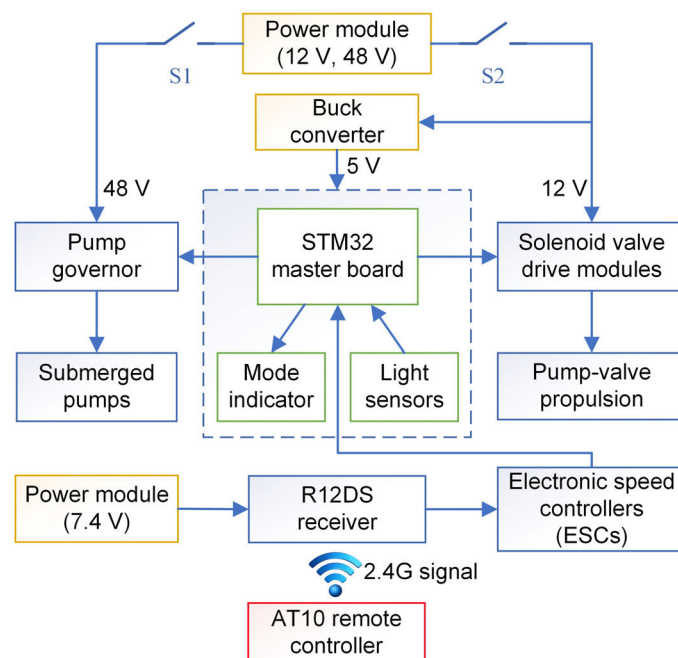 Power module
(12 V, 48 V)
S1
S2
Buck
converter
5 V
48 V
12 V
Pump
governor
STM32
master board
Solenoid valve
drive modules
Submerged
pumps
Mode
indicator
Light
sensors
Pump-valve
propulsion
Power module
(7.4 V)
R12DS
receiver
Electronic speed
controllers
(ESCs)
2.4G signal
AT10 remote
controller